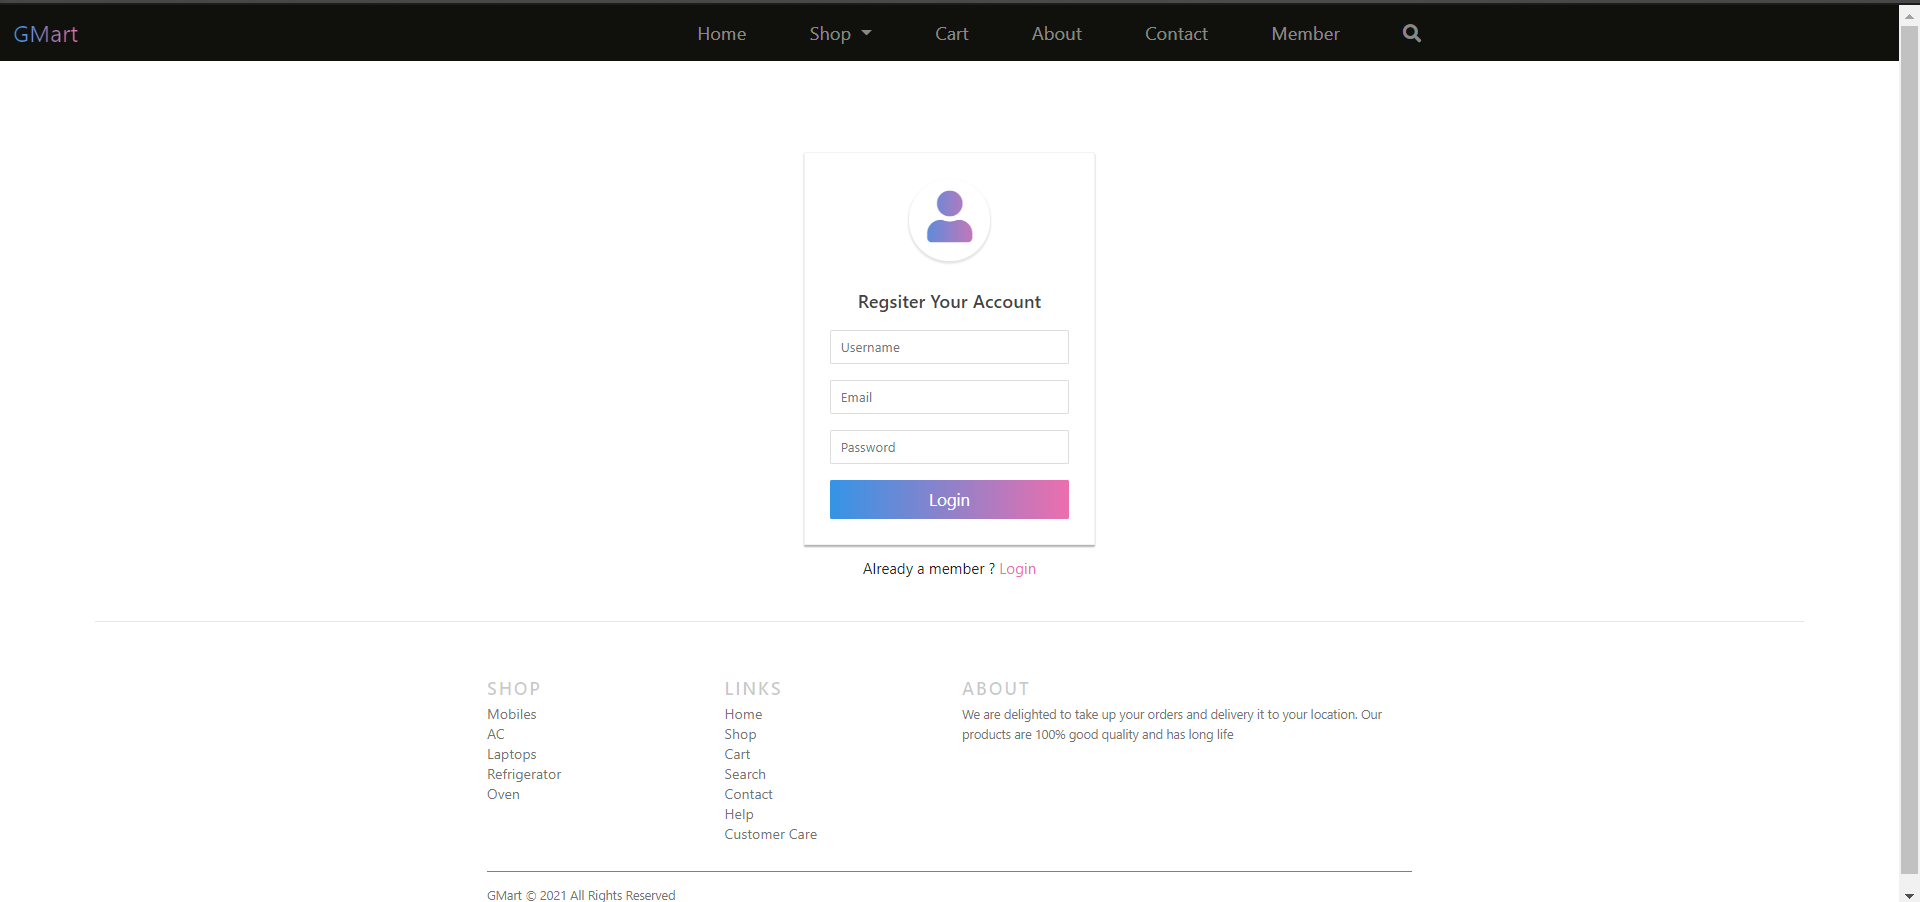 GMart
Home Shop Cart About Contact Member
Regsiter Your Account
Username
Email
Password
Login
Already a member ? Login
SHOP
Mobiles
AC
Laptops
Refrigerator
Oven
LINKS
Home
Shop
Cart
Search
Contact
Help
Customer Care
ABOUT
We are delighted to take up your orders and delivery it to your location. Our
products are 100% good quality and has long life
GMart © 2021 All Rights Reserved